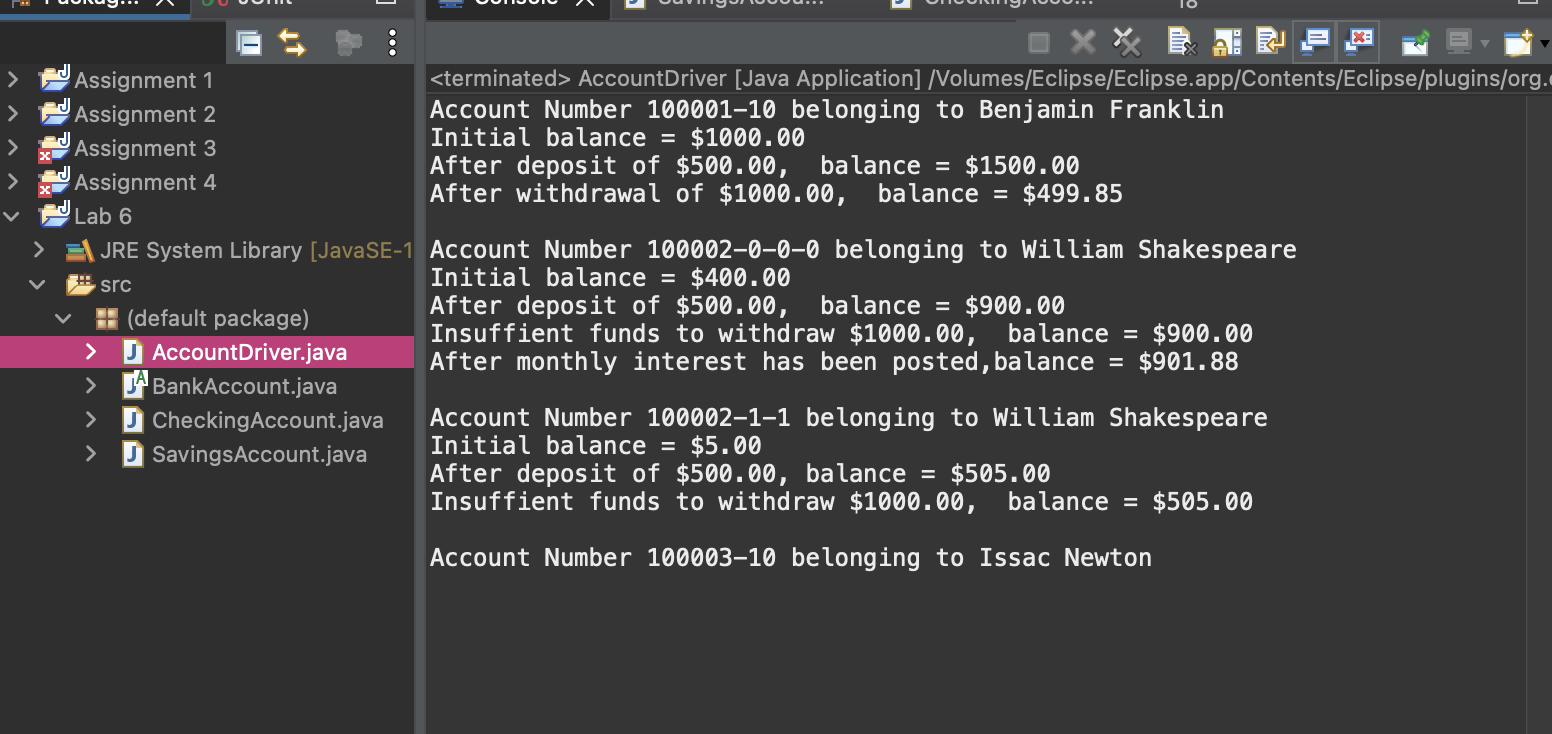 Packag...
JUnit
Console
SavingsAccou...
CheckingAcco...
18
Assignment 1
Assignment 2
Assignment 3
Assignment 4
Lab 6
JRE System Library [JavaSE-1
src
(default package)
AccountDriver.java
BankAccount.java
CheckingAccount.java
SavingsAccount.java
<terminated> AccountDriver [Java Application] /Volumes/Eclipse/Eclipse.app/Contents/Eclipse/plugins/org.
Account Number 100001-10 belonging to Benjamin Franklin
Initial balance = $1000.00
After deposit of $500.00,  balance = $1500.00
After withdrawal of $1000.00,  balance = $499.85
Account Number 100002-0-0-0 belonging to William Shakespeare
Initial balance = $400.00
After deposit of $500.00,  balance = $900.00
Insufficient funds to withdraw $1000.00,  balance = $900.00
After monthly interest has been posted,balance = $901.88
Account Number 100002-1-1 belonging to William Shakespeare
Initial balance = $5.00
After deposit of $500.00, balance = $505.00
Insufficient funds to withdraw $1000.00,  balance = $505.00
Account Number 100003-10 belonging to Issac Newton